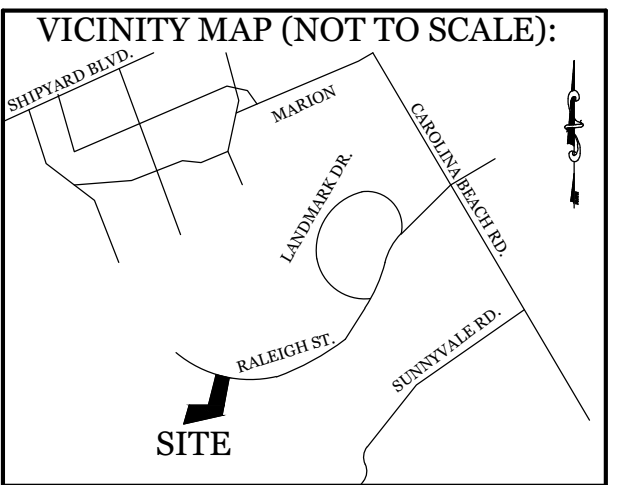 VICINITY MAP (NOT TO SCALE):
SHIPYARD BLVD.
MARION
CAROLINA BEACH RD.
LANDMARK DR.
RALEIGH ST.
SUNNYVALE RD.
SITE